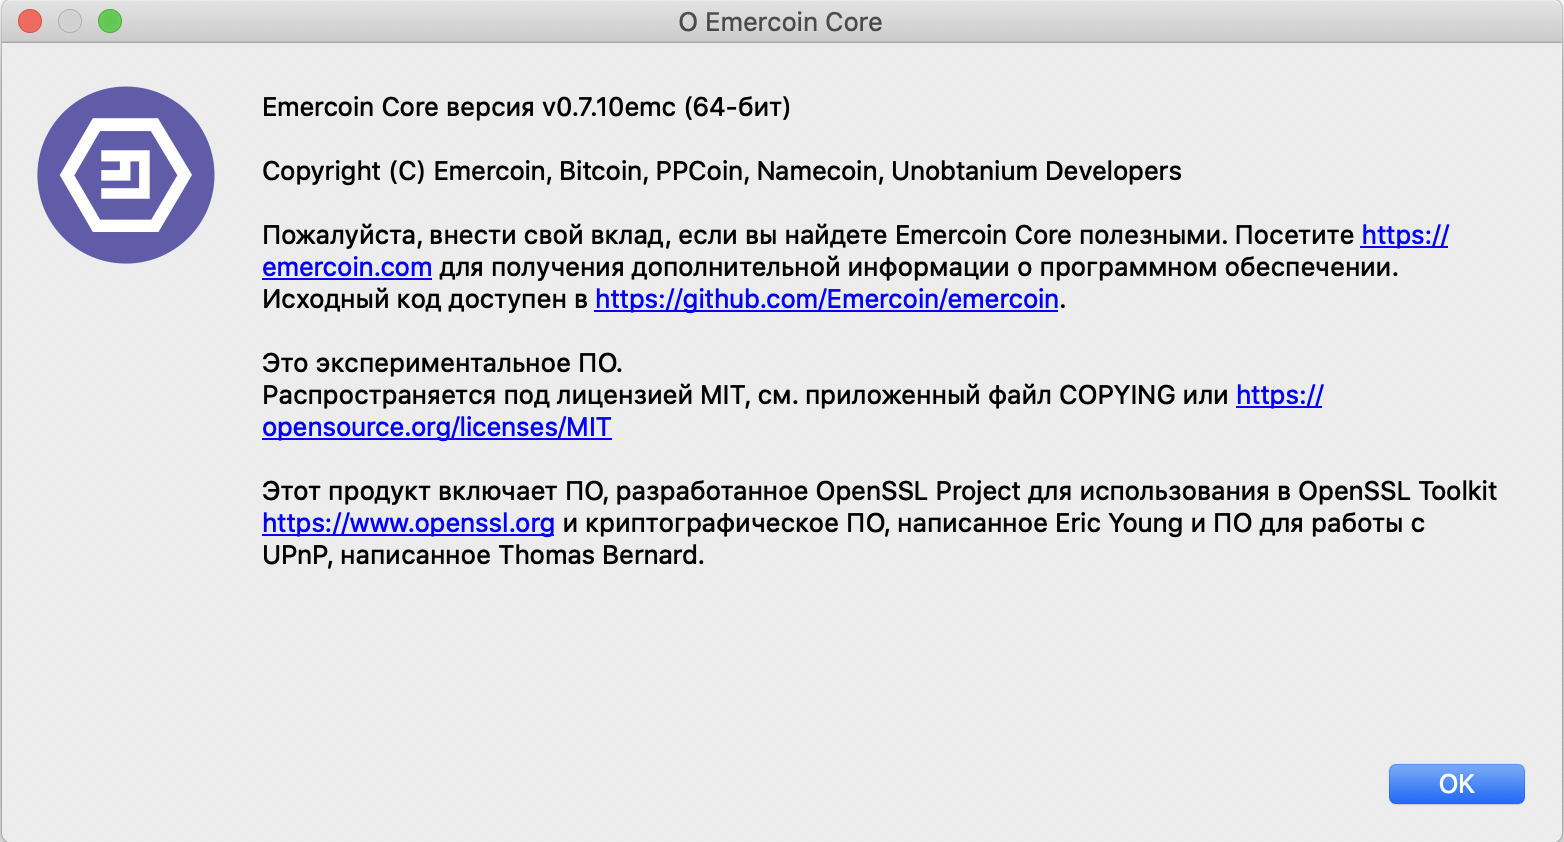 О Emercoin Core
Emercoin Core версия v0.7.10emc (64-бит)
Copyright (C) Emercoin, Bitcoin, PPCoin, Namecoin, Unobtanium Developers
Пожалуйста, внести свой вклад, если вы найдете Emercoin Core полезными. Посетите https://
emercoin.com для получения дополнительной информации о программном обеспечении.
Исходный код доступен в https://github.com/Emercoin/emercoin.
Это экспериментальное ПО.
Распространяется под лицензией MIT, см. приложенный файл COPYING или https://
opensource.org/licenses/MIT
Этот продукт включает ПО, разработанное OpenSSL Project для использования в OpenSSL Toolkit
https://www.openssl.org и криптографическое ПО, написанное Eric Young и ПО для работы с
UPnP, написанное Thomas Bernard.
OK